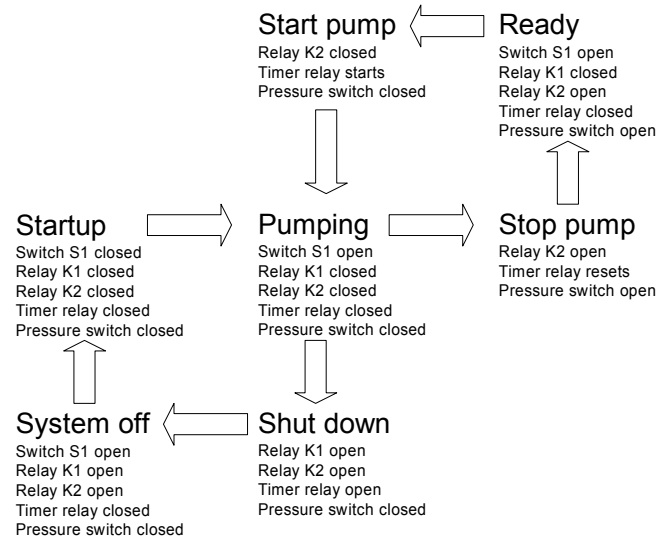 Start pump
Relay K2 closed
Timer relay starts
Pressure switch closed
Ready
Switch S1 open
Relay K1 closed
Relay K2 open
Timer relay closed
Pressure switch open
Startup
Switch S1 closed
Relay K1 closed
Relay K2 closed
Timer relay closed
Pressure switch closed
Pumping
Switch S1 open
Relay K1 closed
Relay K2 closed
Timer relay closed
Pressure switch closed
Stop pump
Relay K2 open
Timer relay resets
Pressure switch open
System off
Switch S1 open
Relay K1 open
Relay K2 open
Timer relay closed
Pressure switch closed
Shut down
Relay K1 open
Relay K2 open
Timer relay open
Pressure switch closed